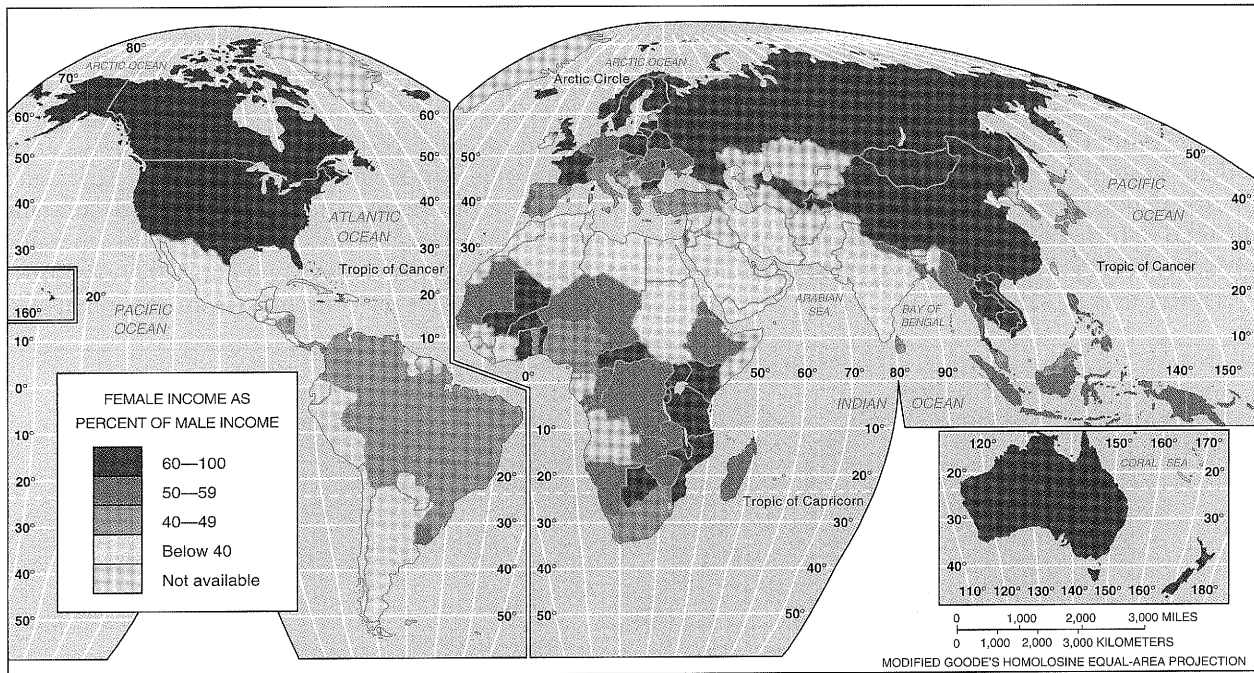 80°
ARCTIC OCEAN
70°
60°
50°
40°
30°
20°
160°
10°
0°
10°
20°
30°
40°
50°
ATLANTIC
OCEAN
Tropic of Cancer
PACIFIC
OCEAN
60°
50°
40°
30°
20°
10°
20°
30°
40°
50°
ARCTIC OCEAN
Arctic Circle
60°
50°
40°
30°
0°
10°
20°
30°
40°
50°
ARABIAN
SEA
BAY OF
BENGAL
50°
60°
70°
80°
90°
INDIAN
OCEAN
10°
Tropic of Capricorn
30°
40°
50°
50°
PACIFIC
OCEAN
40°
30°
Tropic of Cancer
20°
10°
140°
150°
0°
FEMALE INCOME AS
PERCENT OF MALE INCOME
60—100
50—59
40—49
Below 40
Not available
120°
150°
160°
170°
CORAL SEA
20°
20°
30°
30°
40°
40°
110°
120°
130°
140°
150°
160°
180°
0 1,000 2,000 3,000 MILES
0 1,000 2,000 3,000 KILOMETERS
MODIFIED GOODE'S HOMOLOSINE EQUAL-AREA PROJECTION